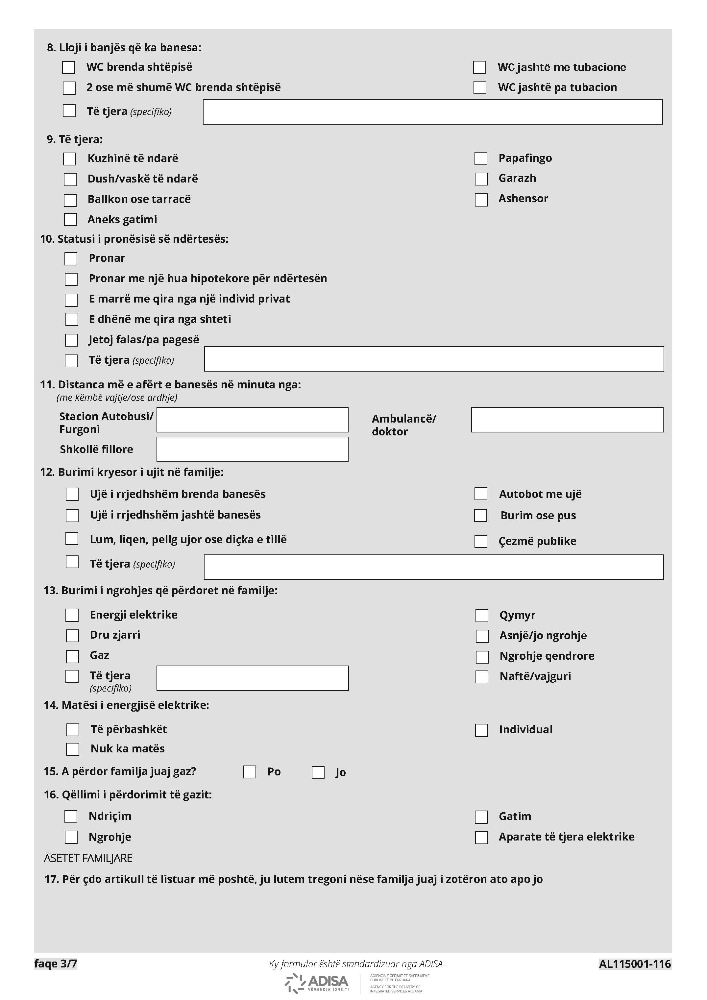 8. Lloji i banjës që ka banesa:
WC brenda shtëpisë
WC jashtë me tubacione
2 ose më shumë WC brenda shtëpisë
WC jashtë pa tubacion
Të tjera (specifiko)
9. Të tjera:
Kuzhinë të ndarë
Papafingo
Dush/vaskë të ndarë
Garazh
Ballkon ose tarracë
Ashensor
Aneks gatimi
10. Statusi i pronësisë së ndërtesës:
Pronar
Pronar me një hua hipotekore për ndërtesën
E marrë me qira nga një individ privat
E dhënë me qira nga shteti
Jetoj falas/pa pagesë
Të tjera (specifiko)
11. Distanca më e afërt e banesës në minuta nga:
(me këmbë vajtje/ose ardhje)
Stacion Autobusi/
Furgoni
Ambulancë/
doktor
Shkollë fillore
12. Burimi kryesor i ujit në familje:
Ujë i rrjedhshëm brenda banesës
Autobot me ujë
Ujë i rrjedhshëm jashtë banesës
Burim ose pus
Lum, liqen, pellg ujor ose diçka e tillë
Çezmë publike
Të tjera (specifiko)
13. Burimi i ngrohjes që përdoret në familje:
Energji elektrike
Qymyr
Dru zjarri
Asnjë/jo ngrohje
Gaz
Ngrohje qendrore
Të tjera
(specifiko)
Naftë/vajguri
14. Matësi i energjisë elektrike:
Të përbashkët
Individual
Nuk ka matës
15. A përdor familja juaj gaz? Po Jo
16. Qëllimi i përdorimit të gazit:
Ndriçim
Gatim
Ngrohje
Aparate të tjera elektrike
ASETET FAMILJARE
17. Për çdo artikull të listuar më poshtë, ju lutem tregoni nëse familja juaj i zotëron ato apo jo
faqe 3/7
Ky formular është standardizuar nga ADISA
AL115001-116
ADISA
VËMENDJA JONË, TI
AGJENCIA E OFRIMIT TË SHËRBIMEVE
PUBLIKE TË INTEGRUARA
AGENCY FOR THE DELIVERY OF
INTEGRATED SERVICES ALBANIA